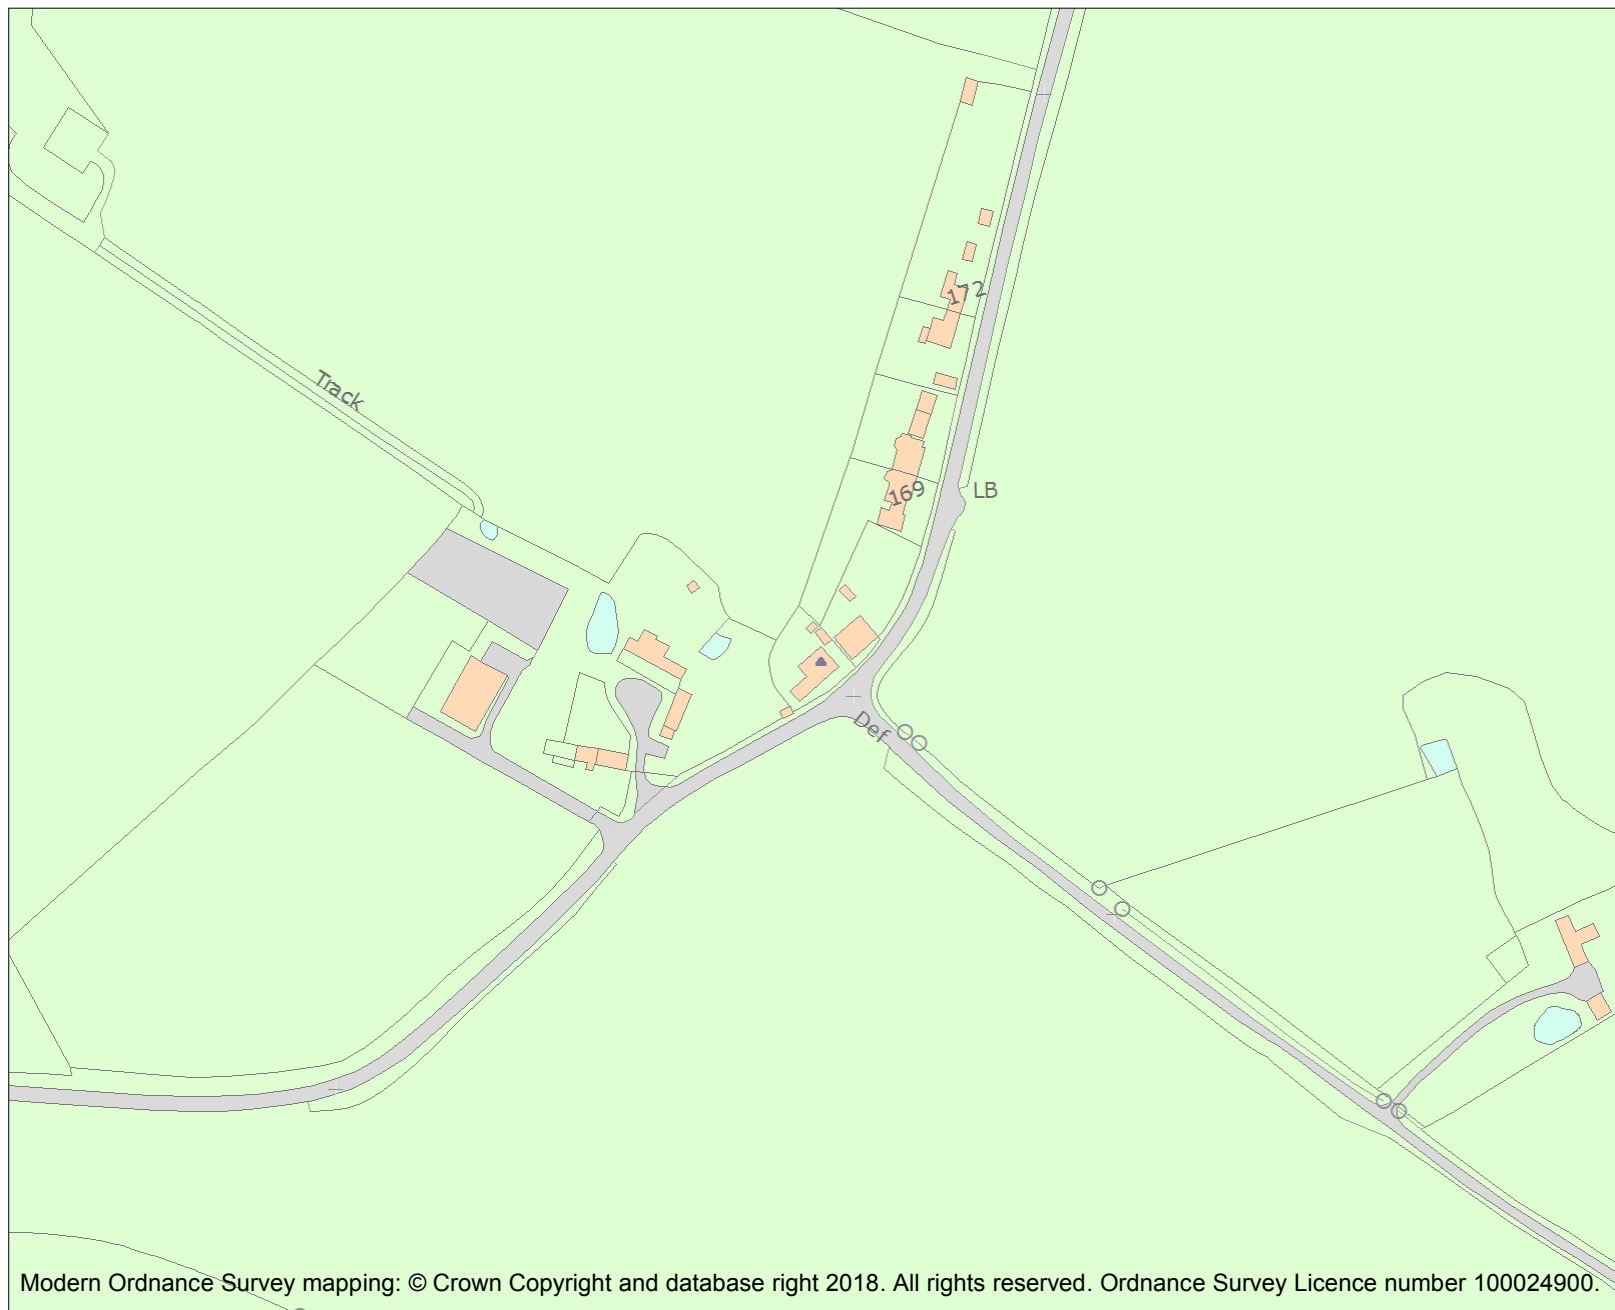 172
Track
169
LB
Def
Modern Ordnance Survey mapping: © Crown Copyright and database right 2018. All rights reserved. Ordnance Survey Licence number 100024900.